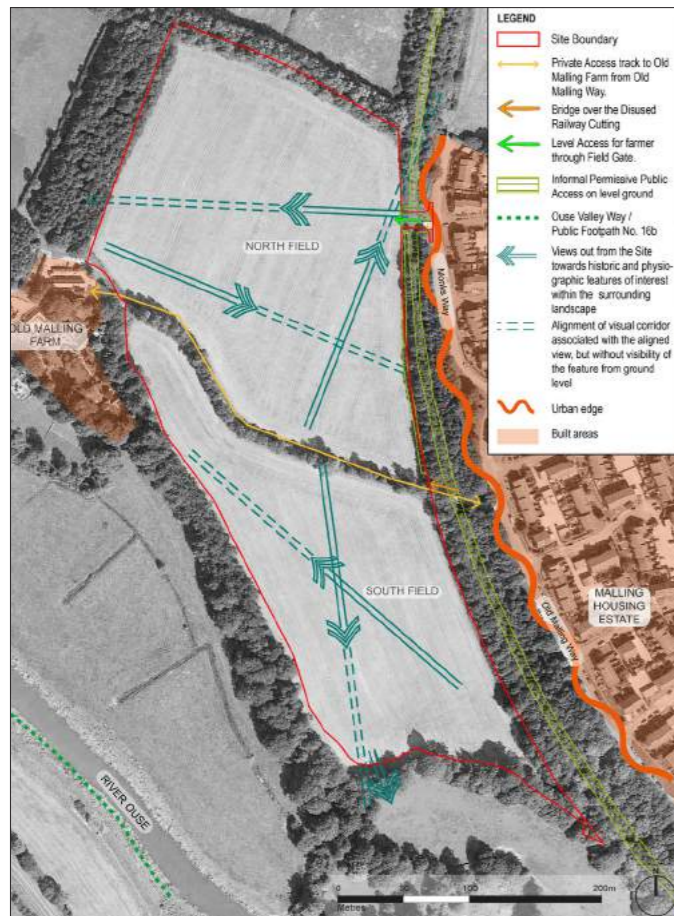 LEGEND
Site Boundary
Private Access track to Old
Malling Farm from Old
Malling Way.
Bridge over the Disused
Railway Cutting
Level Access for farmer
through Field Gate.
Informal Permissive Public
Access on level ground
Ouse Valley Way /
Public Footpath No. 16b
Views out from the Site
towards historic and physio-
graphic features of interest
within the surrounding
landscape
Alignment of visual corridor
associated with the aligned
view, but without visibility of
the feature from ground
level
Urban edge
Built areas
NORTH FIELD
Monks Way
OLD MALLING
FARM
SOUTH FIELD
MALLING
HOUSING
ESTATE
Old Malling Way
RIVER OUSE
0 100 200m
Metres